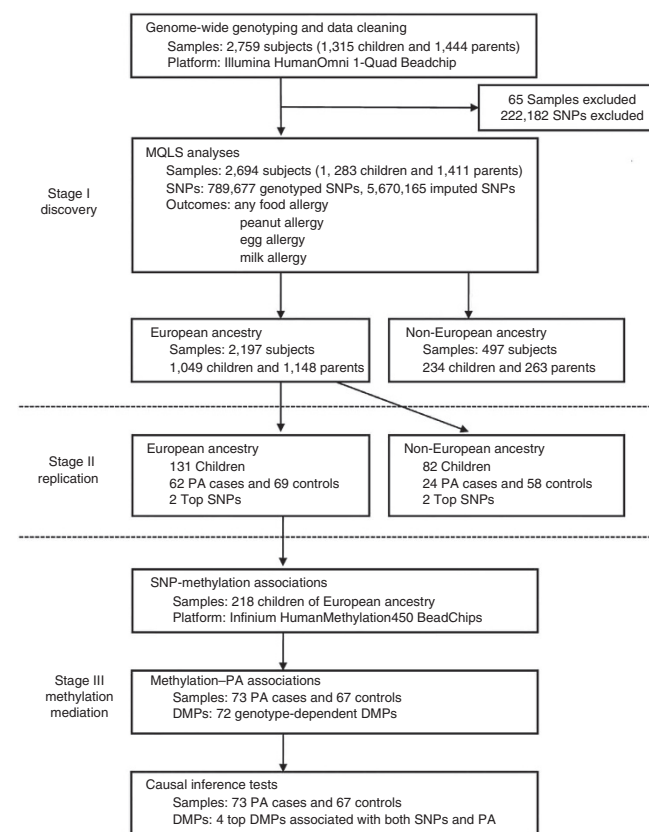 Genome-wide genotyping and data cleaning
Samples: 2,759 subjects (1,315 children and 1,444 parents)
Platform: Illumina HumanOmni 1-Quad Beadchip
65 Samples excluded
222,182 SNPs excluded
Stage I
discovery
MQLS analyses
Samples: 2,694 subjects (1, 283 children and 1,411 parents)
SNPs: 789,677 genotyped SNPs, 5,670,165 imputed SNPs
Outcomes: any food allergy
peanut allergy
egg allergy
milk allergy
European ancestry
Samples: 2,197 subjects
1,049 children and 1,148 parents
Non-European ancestry
Samples: 497 subjects
234 children and 263 parents
Stage II
replication
European ancestry
131 Children
62 PA cases and 69 controls
2 Top SNPs
Non-European ancestry
82 Children
24 PA cases and 58 controls
2 Top SNPs
Stage III
methylation
mediation
SNP-methylation associations
Samples: 218 children of European ancestry
Platform: Infinium HumanMethylation450 BeadChips
Methylation–PA associations
Samples: 73 PA cases and 67 controls
DMPs: 72 genotype-dependent DMPs
Causal inference tests
Samples: 73 PA cases and 67 controls
DMPs: 4 top DMPs associated with both SNPs and PA